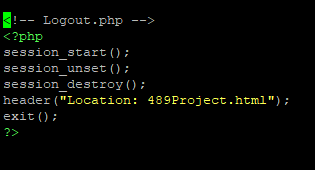 <!-- Logout.php -->
<?php
session_start();
session_unset();
session_destroy();
header("Location: 489Project.html");
exit();
?>